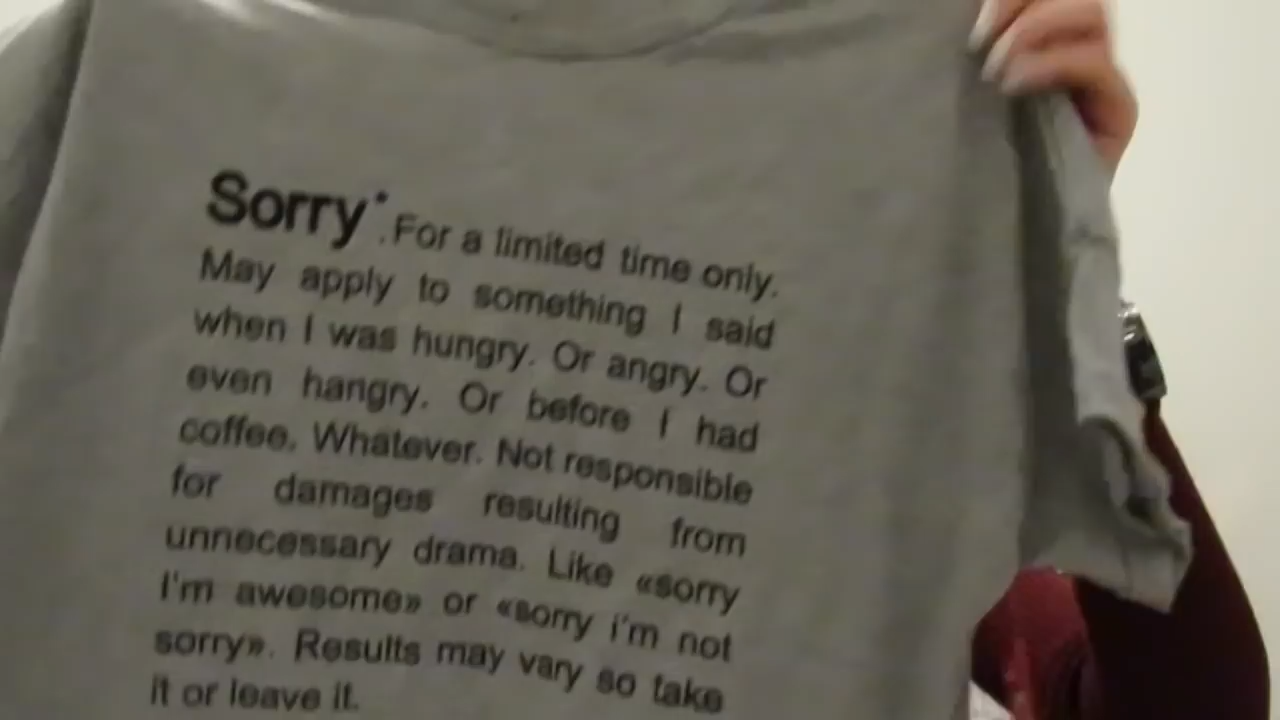 Sorry*. For a limited time only.
May apply to something I said
when I was hungry. Or angry. Or
even hangry. Or before I had
coffee. Whatever. Not responsible
for damages resulting from
unnecessary drama. Like «sorry
I'm awesome» or «sorry i'm not
sorry». Results may vary so take
it or leave it.